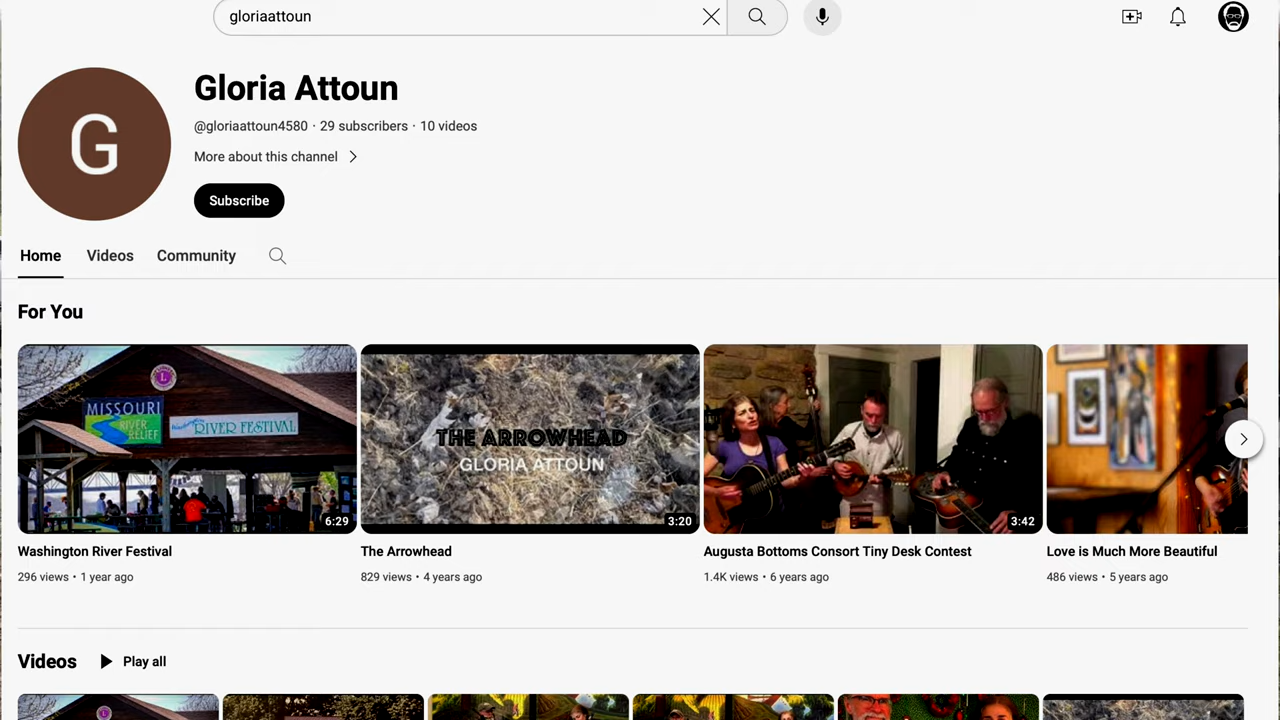 gloriaattoun
G
Gloria Attoun
@gloriaattoun4580 · 29 subscribers · 10 videos
More about this channel
Subscribe
Home Videos Community
For You
L
MISSOURI
RIVER
RELIEF
RIVER FESTIVAL
THE ARROWHEAD
GLORIA ATTOUN
6:29
3:20
3:42
Washington River Festival
296 views • 1 year ago
The Arrowhead
829 views • 4 years ago
Augusta Bottoms Consort Tiny Desk Contest
1.4K views • 6 years ago
Love is Much More Beautiful
486 views • 5 years ago
Videos Play all